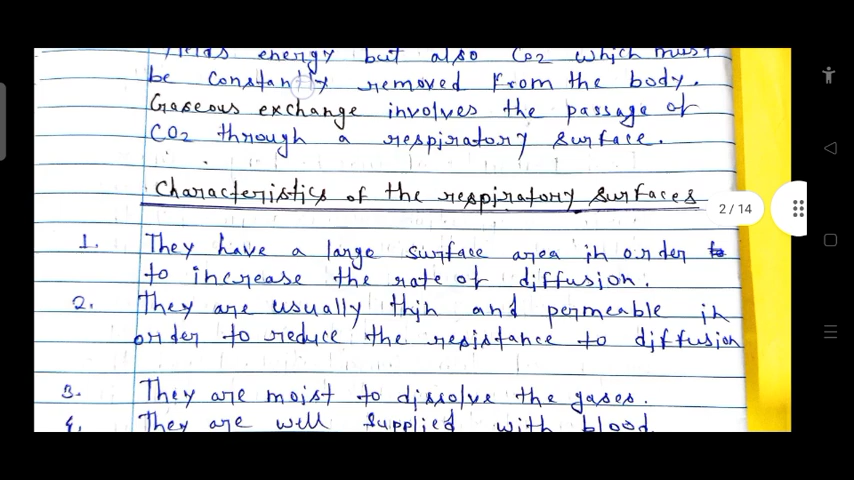 yields energy but also CO2 which must
be constantly removed from the body.
Gaseous exchange involves the passage of
CO2 through a respiratory surface.
Characteristics of the respiratory surfaces
2/14
1. They have a large surface area in order to
to increase the rate of diffusion.
2. They are usually thin and permeable in
order to reduce the resistance to diffusion
3. They are moist to dissolve the gases.
4. They are well supplied with blood